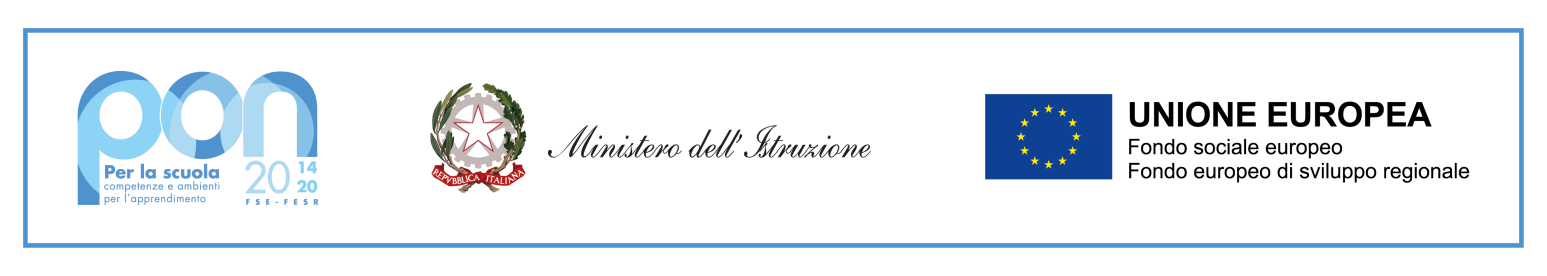 pon
Per la scuola
competenze e ambienti
per l'apprendimento
20 14
20
FSE-FESR
REPVBBLICA ITALIANA
Ministero dell'Istruzione
UNIONE EUROPEA
Fondo sociale europeo
Fondo europeo di sviluppo regionale